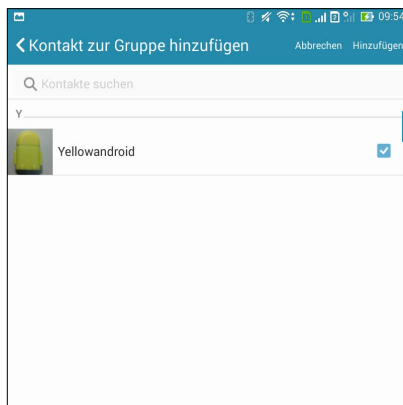 09:54
Kontakt zur Gruppe hinzufügen Abbrechen Hinzufügen
Kontakte suchen
Y
Yellowandroid